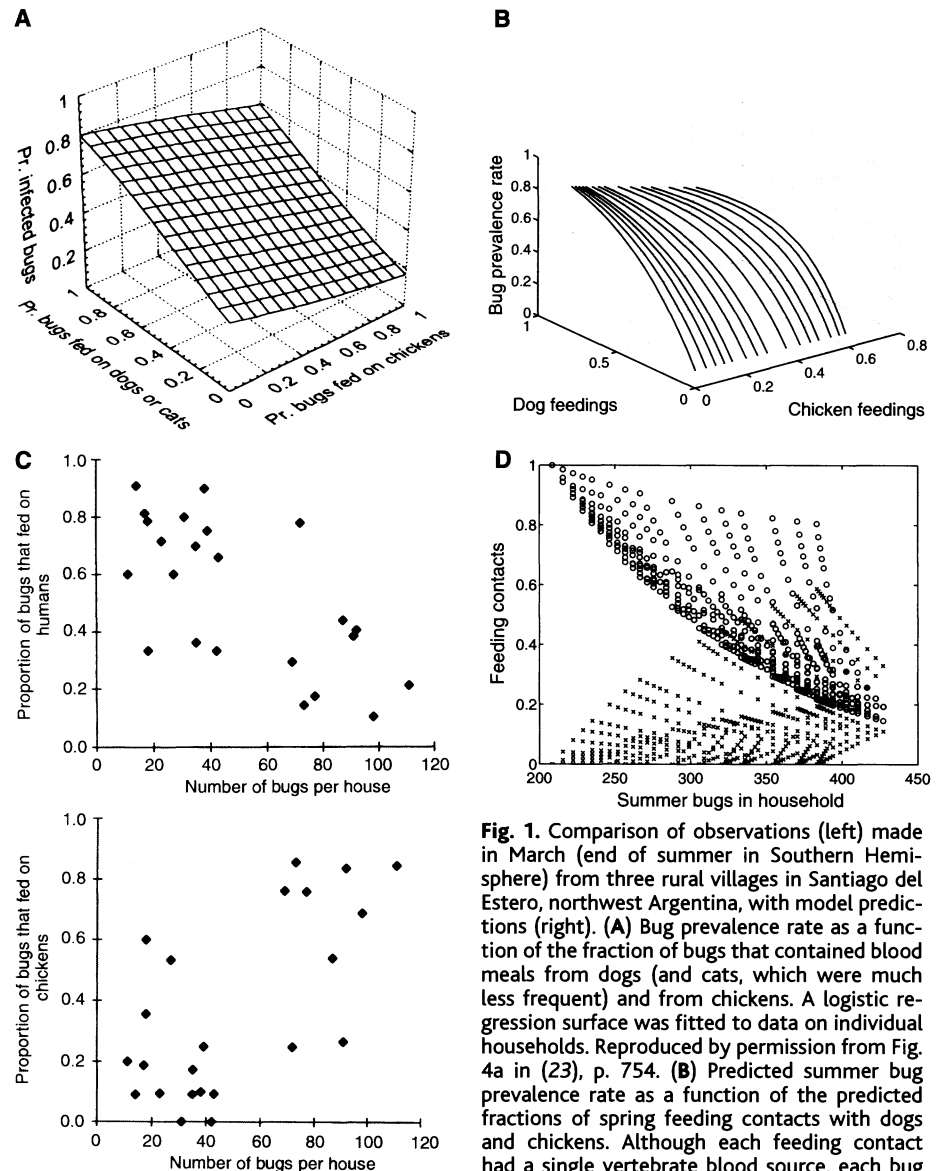 A
1
0.8
0.6
0.4
0.2
Pr. infected bugs
1
0.8
0.6
0.4
0.2
0
Pr. bugs fed on dogs or cats
0
0.2
0.4
0.6
0.8
1
Pr. bugs fed on chickens
B
1
0.8
0.6
0.4
0.2
0
Bug prevalence rate
1
0.5
0
Dog feedings
0
0.2
0.4
0.6
0.8
Chicken feedings
C
1.0
0.8
0.6
0.4
0.2
0.0
Proportion of bugs that fed on
humans
0 20 40 60 80 100 120
Number of bugs per house
1.0
0.8
0.6
0.4
0.2
0.0
Proportion of bugs that fed on
chickens
0 20 40 60 80 100 120
Number of bugs per house
D
1
0.8
0.6
0.4
0.2
0
Feeding contacts
200 250 300 350 400 450
Summer bugs in household
Fig. 1. Comparison of observations (left) made
in March (end of summer in Southern Hemi-
sphere) from three rural villages in Santiago del
Estero, northwest Argentina, with model predic-
tions (right). (A) Bug prevalence rate as a func-
tion of the fraction of bugs that contained blood
meals from dogs (and cats, which were much
less frequent) and from chickens. A logistic re-
gression surface was fitted to data on individual
households. Reproduced by permission from Fig.
4a in (23), p. 754. (B) Predicted summer bug
prevalence rate as a function of the predicted
fractions of spring feeding contacts with dogs
and chickens. Although each feeding contact
had a single vertebrate blood source, each bug